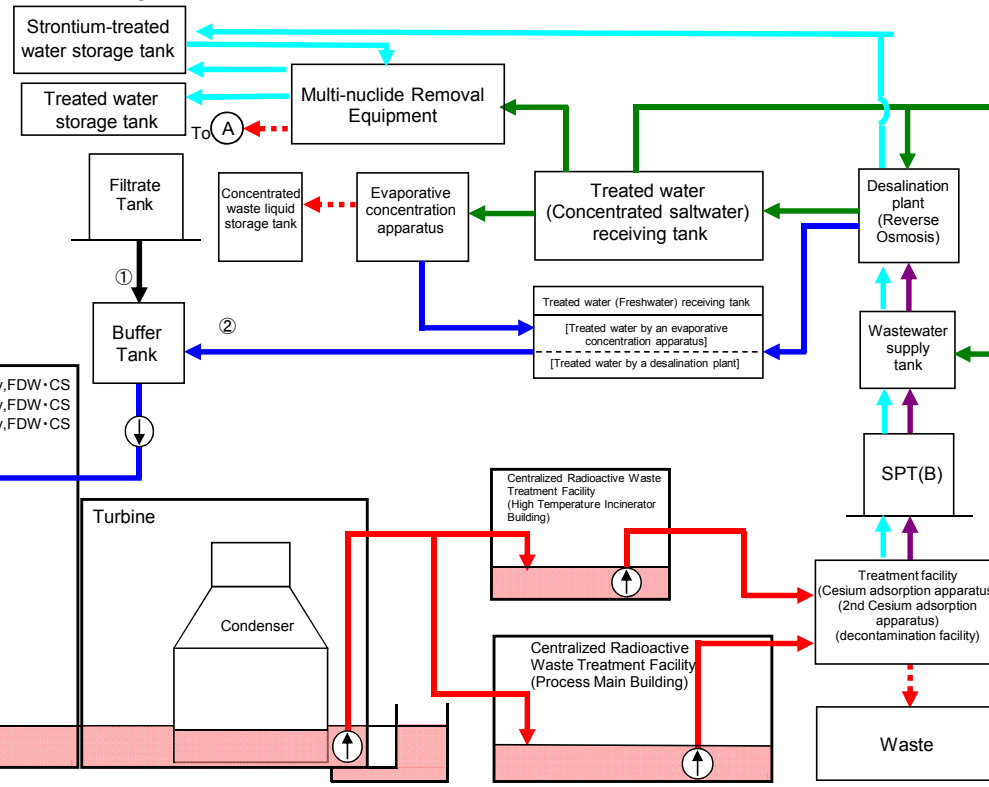 Strontium-treated
water storage tank
Treated water
storage tank
Multi-nuclide Removal
Equipment
To A
Filtrate
Tank
Concentrated
waste liquid
storage tank
Evaporative
concentration
apparatus
Treated water
(Concentrated saltwater)
receiving tank
Desalination
plant
(Reverse
Osmosis)
①
②
Buffer
Tank
Treated water (Freshwater) receiving tank
[Treated water by an evaporative
concentration apparatus]
[Treated water by a desalination plant]
Wastewater
supply
tank
,FDW・CS
,FDW・CS
,FDW・CS
SPT(B)
Turbine
Condenser
Centralized Radioactive Waste
Treatment Facility
(High Temperature Incinerator
Building)
Centralized Radioactive
Waste Treatment Facility
(Process Main Building)
Treatment facility
(Cesium adsorption apparatus
(2nd Cesium adsorption
apparatus)
(decontamination facility)
Waste